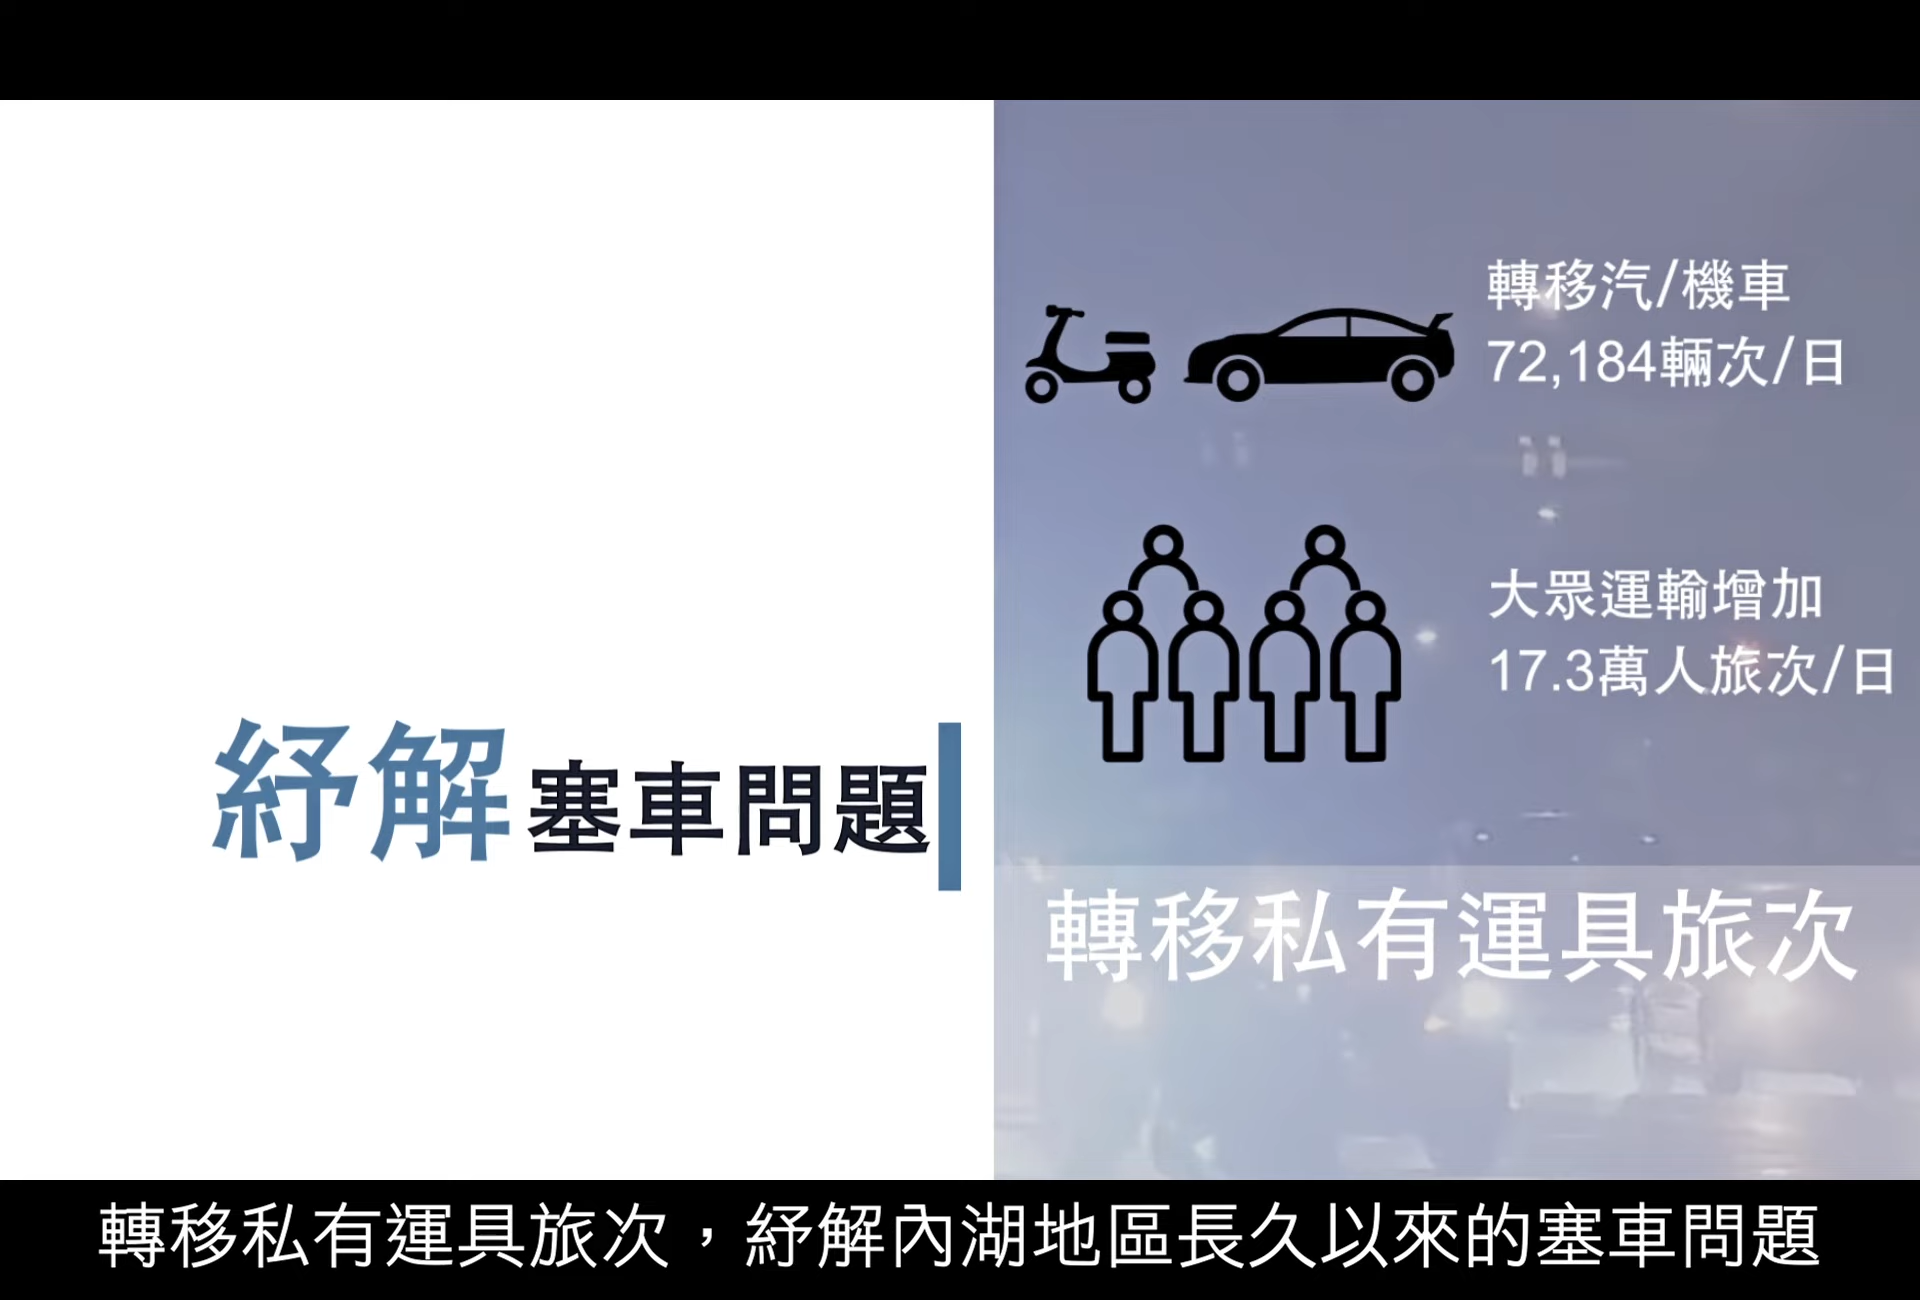 紓解塞車問題
轉移汽/機車
72,184輛次/日
大眾運輸增加
17.3萬人旅次/日
轉移私有運具旅次
轉移私有運具旅次，紓解內湖地區長久以來的塞車問題